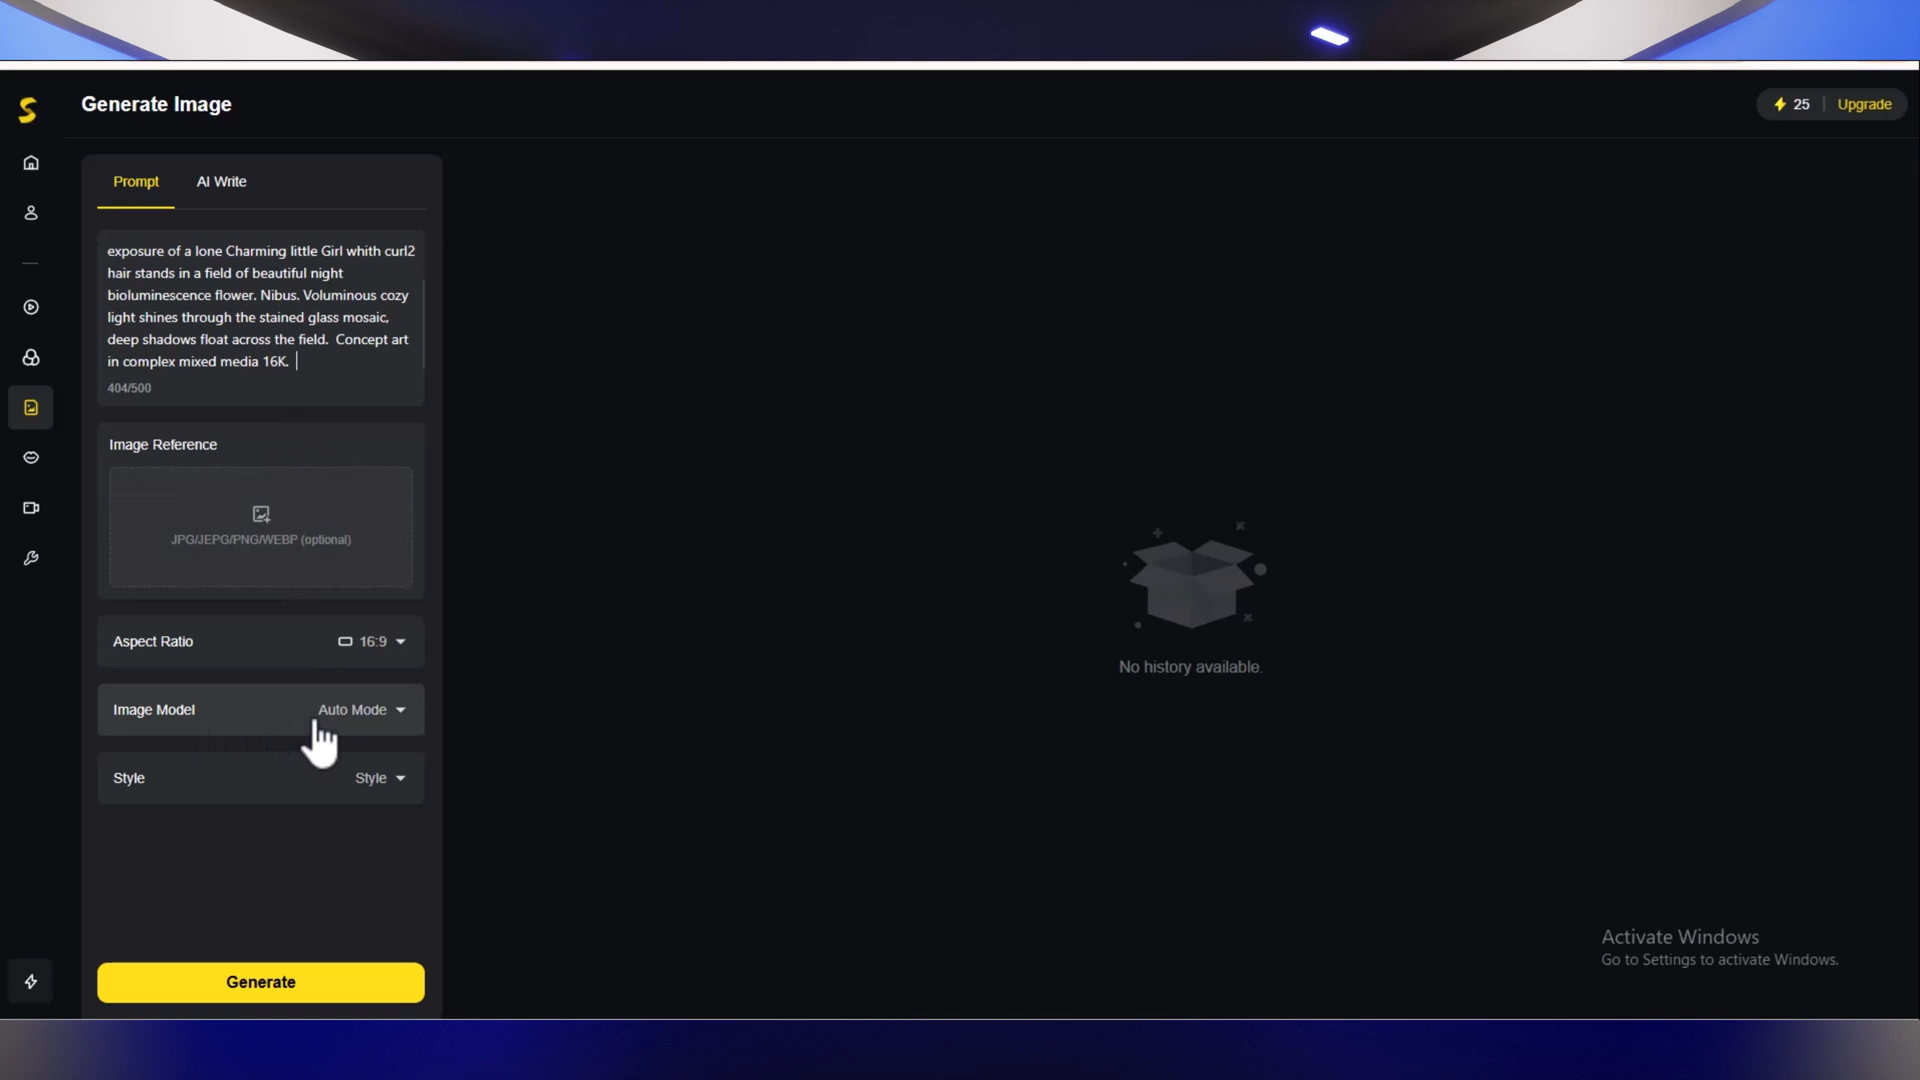 Generate Image
25 | Upgrade
Prompt
AI Write
exposure of a lone Charming little Girl whith curl2
hair stands in a field of beautiful night
bioluminescence flower. Nibus. Voluminous cozy
light shines through the stained glass mosaic,
deep shadows float across the field.  Concept art
in complex mixed media 16K.
404/500
Image Reference
JPG/JEPG/PNG/WEBP (optional)
Aspect Ratio
16:9
Image Model
Auto Mode
Style
Style
Generate
No history available.
Activate Windows
Go to Settings to activate Windows.